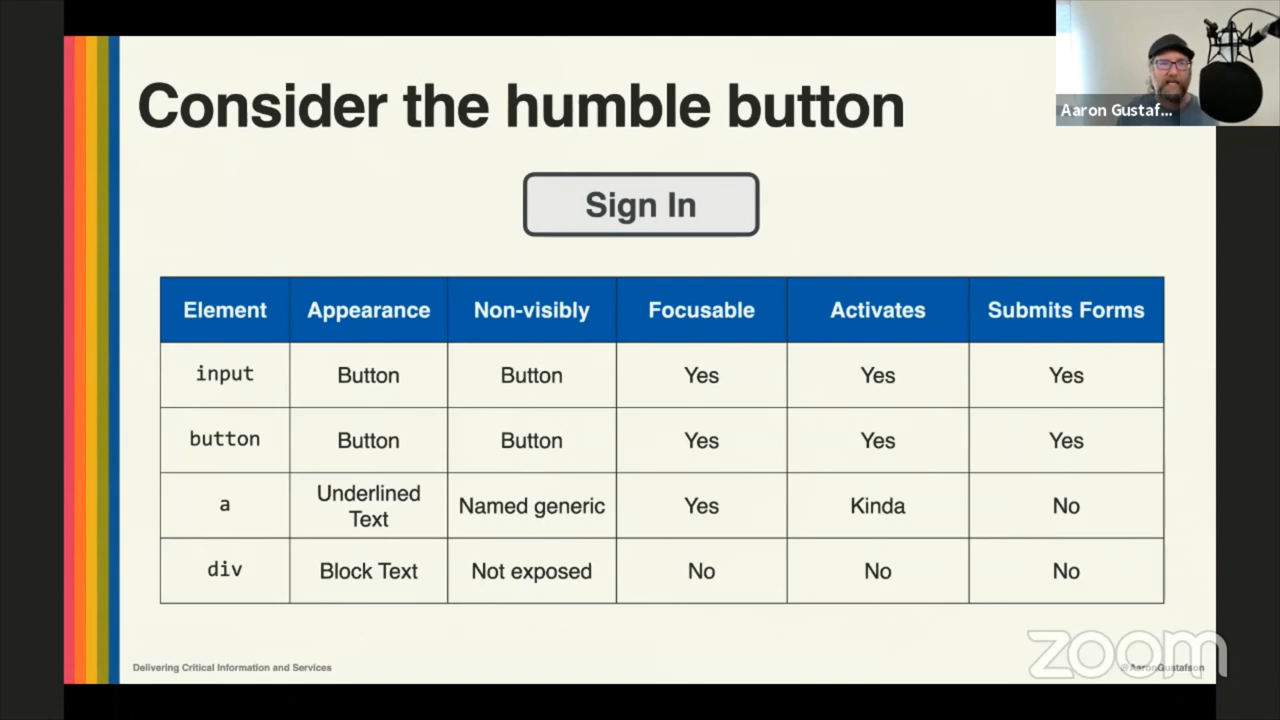 Consider the humble button
Aaron Gustaf...
Sign In
Element Appearance Non-visibly Focusable Activates Submits Forms
input Button Button Yes Yes Yes
button Button Button Yes Yes Yes
a Underlined Text Named generic Yes Kinda No
div Block Text Not exposed No No No
Delivering Critical Information and Services
@AaronGustafson
zoom